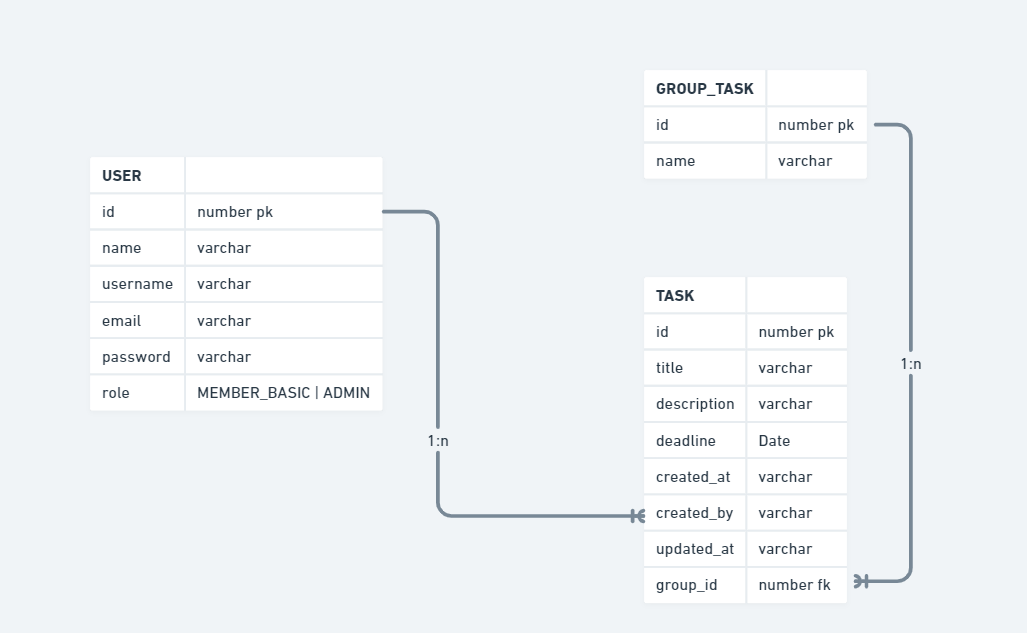 GROUP_TASK
id number pk
name varchar
USER
id number pk
name varchar
username varchar
email varchar
password varchar
role MEMBER_BASIC | ADMIN
1:n
TASK
id number pk
title varchar
description varchar
deadline Date
created_at varchar
created_by varchar
updated_at varchar
group_id number fk
1:n